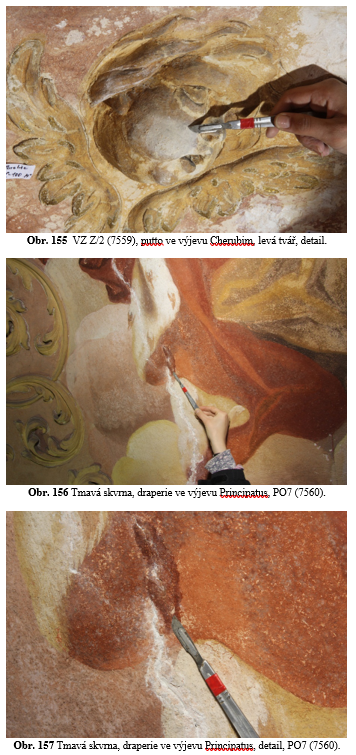 Obr. 155  VZ Z/2 (7559), putto ve výjevu Cherubim, levá tvář, detail.
Obr. 156 Tmavá skvrna, draperie ve výjevu Principatus, PO7 (7560).
Obr. 157 Tmavá skvrna, draperie ve výjevu Principatus, detail, PO7 (7560).